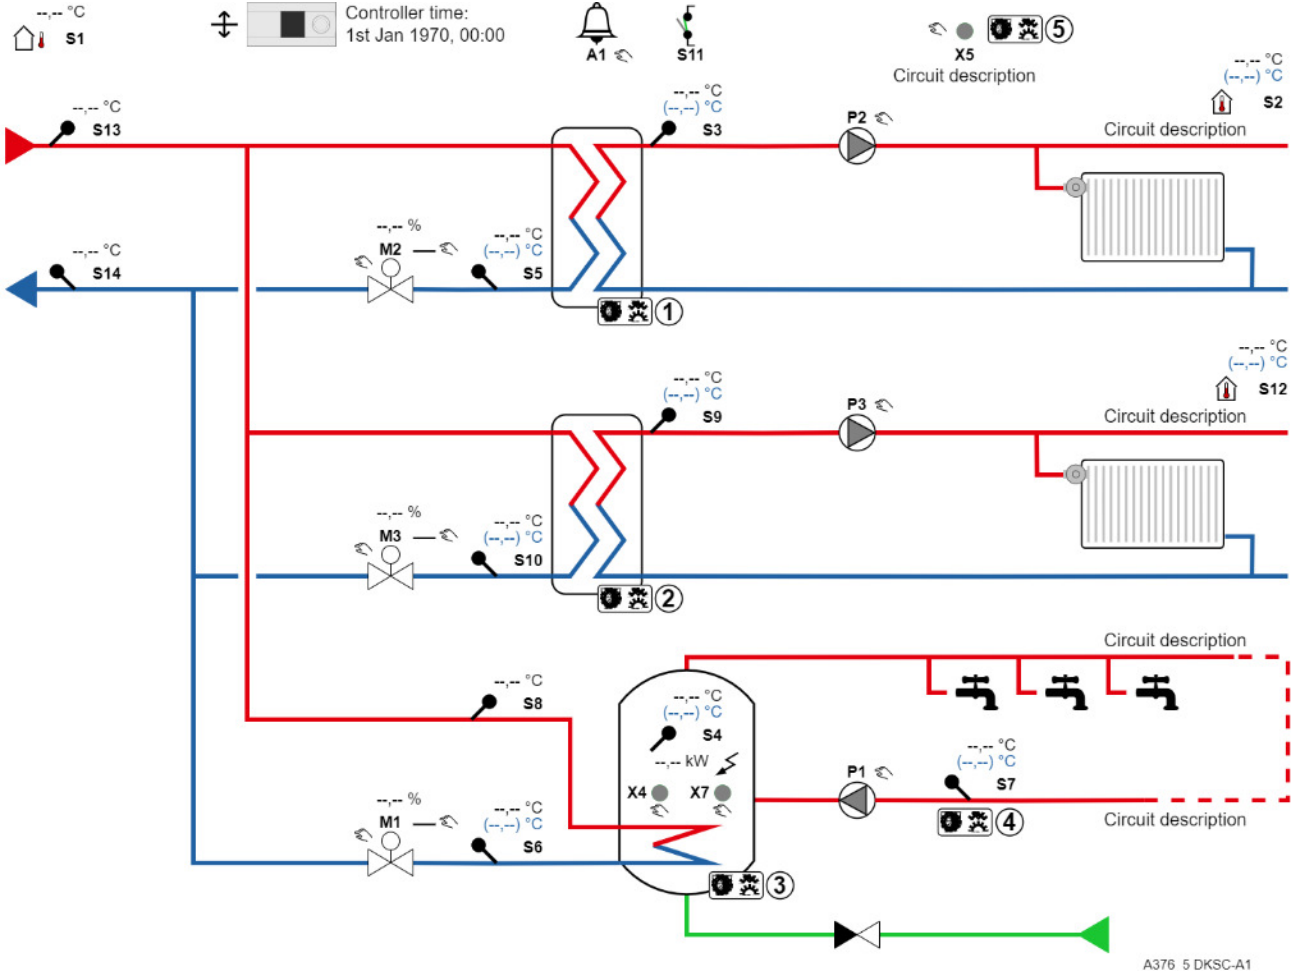 --,-- °C
S1
Controller time:
1st Jan 1970, 00:00
A1
S11
X5
5
Circuit description
--,-- °C
(--,--) °C
S2
--,-- °C
S13
--,-- °C
(--,--) °C
S3
P2
Circuit description
--,-- °C
S14
--,-- %
M2
--,-- °C
(--,--) °C
S5
1
--,-- °C
(--,--) °C
S12
--,-- °C
(--,--) °C
S9
P3
Circuit description
--,-- %
M3
--,-- °C
(--,--) °C
S10
2
Circuit description
--,-- °C
S8
--,-- °C
(--,--) °C
S4
--,-- kW
X4
X7
P1
--,-- °C
(--,--) °C
S7
4
Circuit description
--,-- %
M1
--,-- °C
(--,--) °C
S6
3
A376_5 DKSC-A1